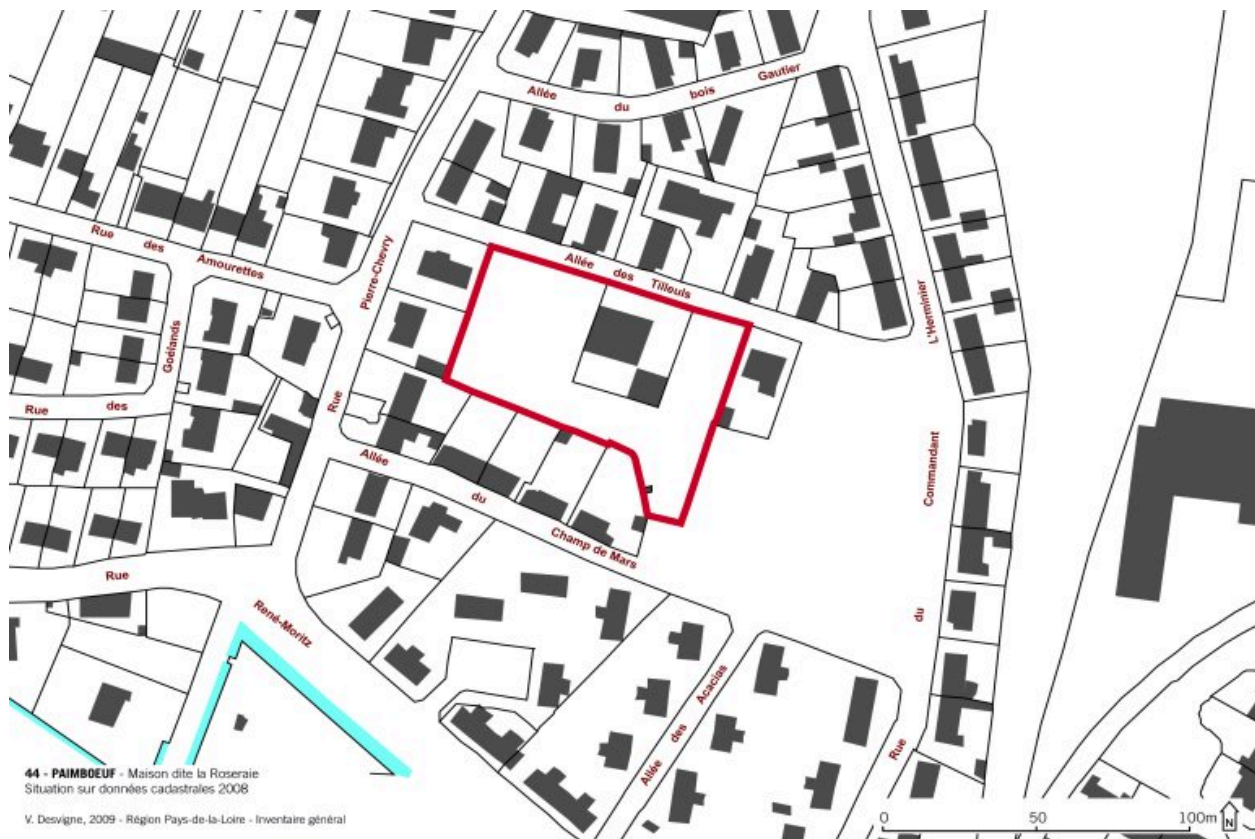 Allée du bois Gautier
Rue des Amourettes
Pierre-Chevry
Rue
Allée des Tilleuls
L'Herminier
Commandant
du
Rue
Goélands
Rue des
Allée du Champ de Mars
Rue
René-Moritz
Allée des Acacias
44 - PAIMBOEUF - Maison dite la Roseraie
Situation sur données cadastrales 2008
V. Desvigne, 2009 - Région Pays-de-la-Loire - Inventaire général
0 50 100m
N